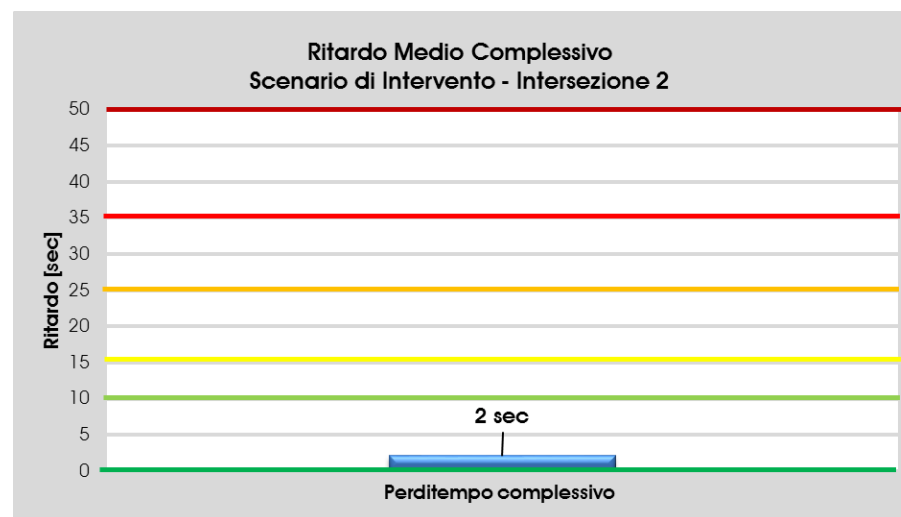 Ritardo Medio Complessivo
Scenario di Intervento - Intersezione 2
Ritardo [sec]
50
45
40
35
30
25
20
15
10
5
0
2 sec
Perditempo complessivo